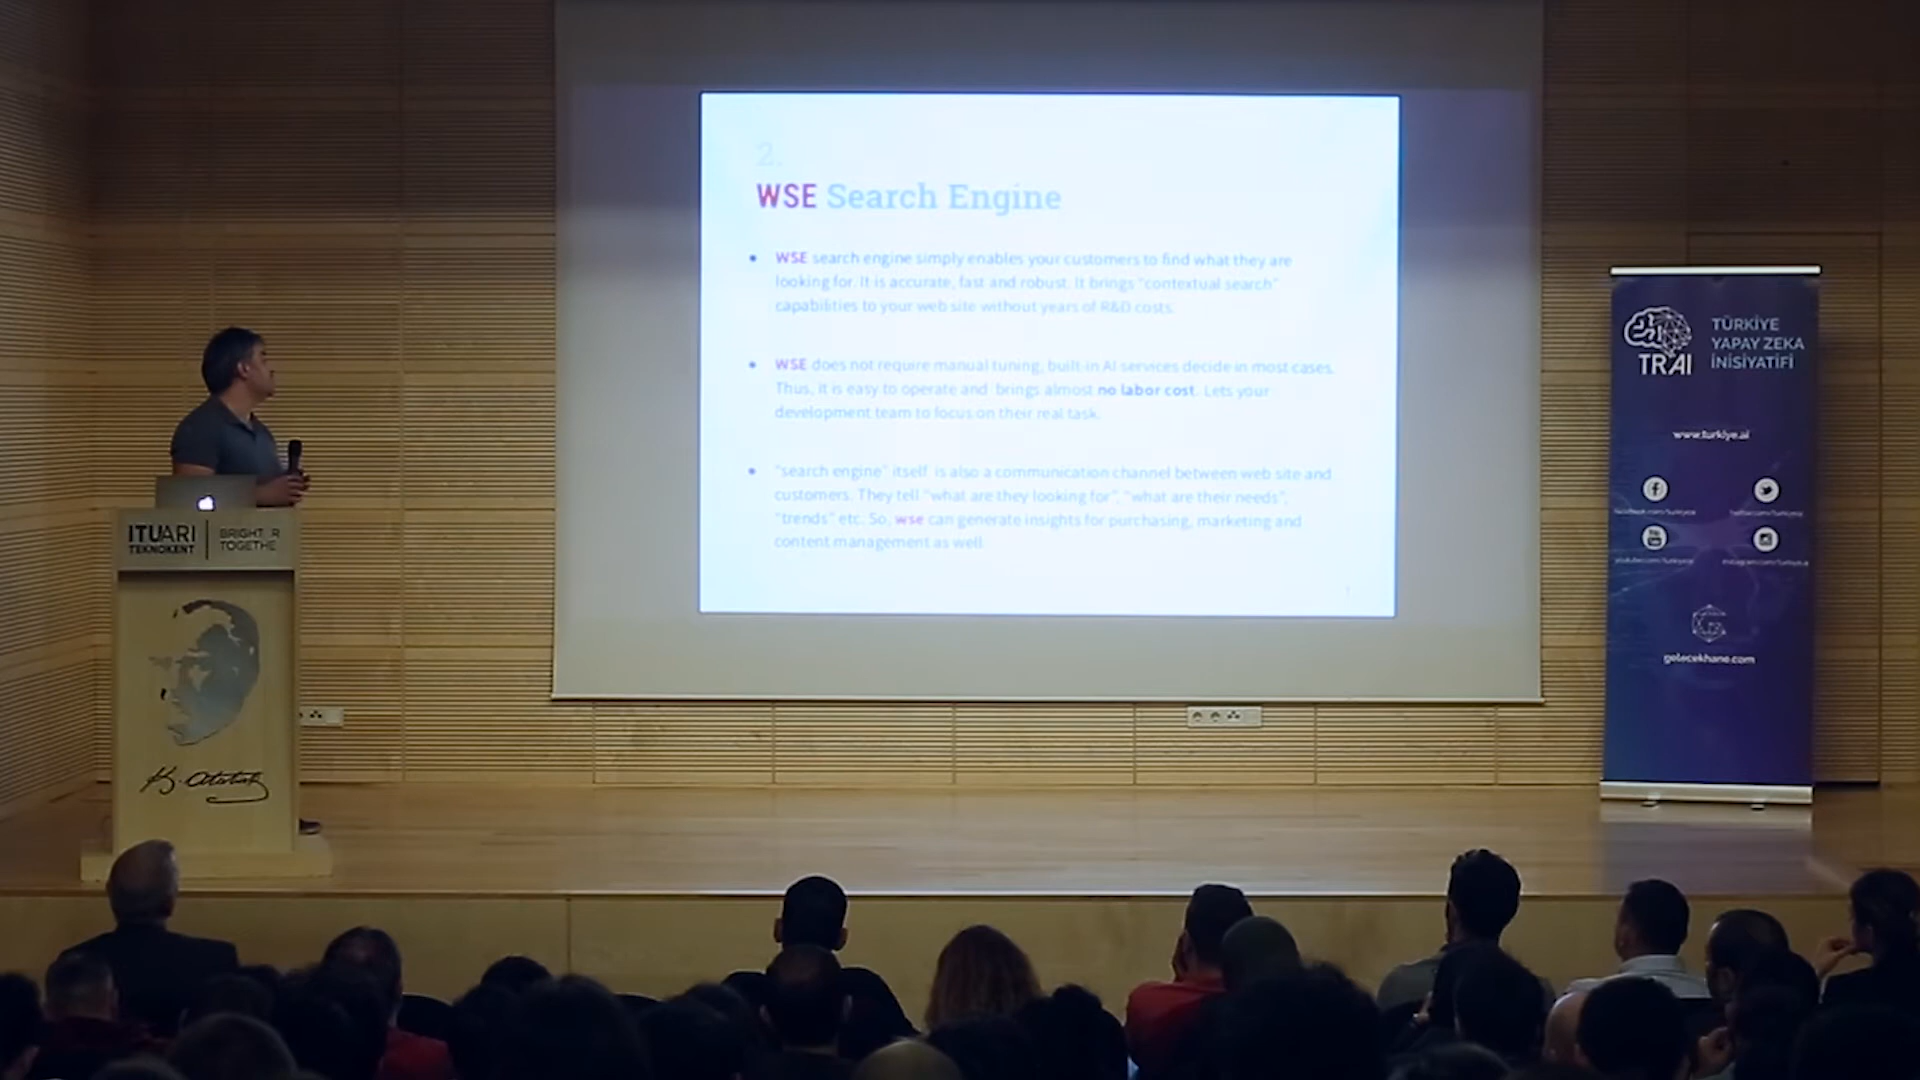 2.
WSE Search Engine
• WSE search engine simply enables your customers to find what they are
looking for. It is accurate, fast and robust. It brings "contextual search"
capabilities to your web site without years of R&D costs.
• WSE does not require manual tuning, built-in AI services decide in most cases.
Thus, it is easy to operate and brings almost no labor cost. Lets your
development team to focus on their real task.
• "search engine" itself is also a communication channel between web site and
customers. They tell "what are they looking for", "what are their needs",
"trends" etc. So, wse can generate insights for purchasing, marketing and
content management as well.
TRAI
TÜRKİYE
YAPAY ZEKA
İNİSİYATİFİ
www.turkiye.ai
gelecekhane.com
ITUARI
TEKNOKENT
BRIGHT R
TOGETHE
K. Atatürk